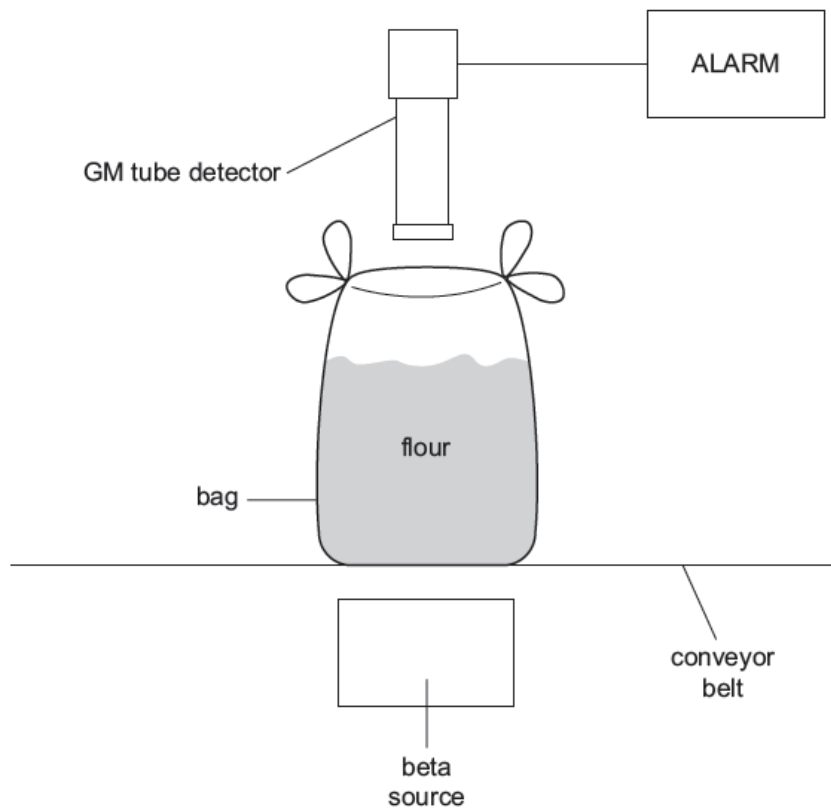 ALARM
GM tube detector
flour
bag
conveyor
belt
beta
source